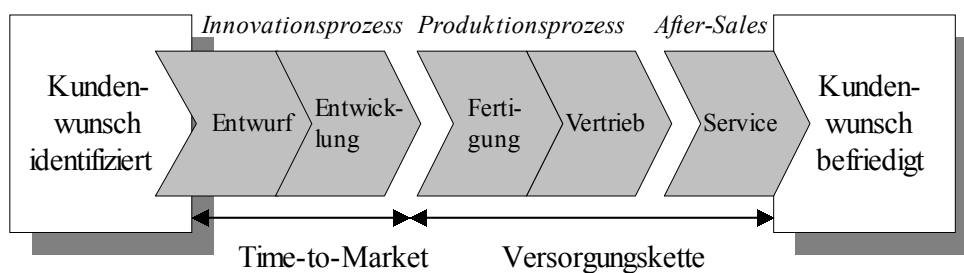 Innovationsprozess Produktionsprozess After-Sales
Kunden-
wunsch
identifiziert
Entwurf
Entwick-
lung
Ferti-
gung
Vertrieb
Service
Kunden-
wunsch
befriedigt
Time-to-Market Versorgungskette